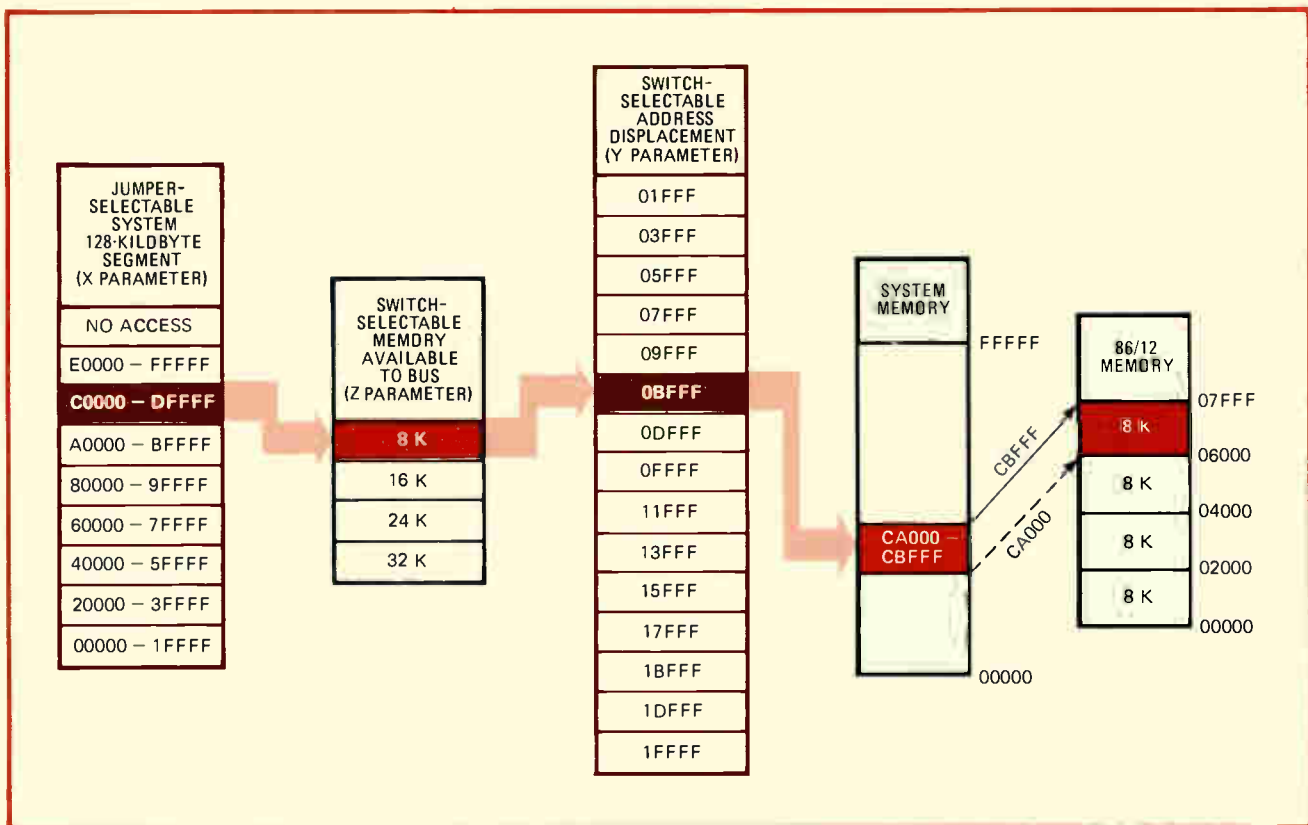 JUMPER-
SELECTABLE
SYSTEM
128-KILDBYTE
SEGMENT
(X PARAMETER)
NO ACCESS
E0000 – FFFFF
C0000 – DFFFF
A0000 – BFFFF
80000 – 9FFFF
60000 – 7FFFF
40000 – 5FFFF
20000 – 3FFFF
00000 – 1FFFF
SWITCH-
SELECTABLE
MEMDRY
AVAILABLE
TO BUS
(Z PARAMETER)
8 K
16 K
24 K
32 K
SWITCH-
SELECTABLE
ADDRESS
DISPLACEMENT
(Y PARAMETER)
01FFF
03FFF
05FFF
07FFF
09FFF
0BFFF
0DFFF
0FFFF
11FFF
13FFF
15FFF
17FFF
1BFFF
1DFFF
1FFFF
SYSTEM
MEMORY
FFFFF
CA000 –
CBFFF
00000
CBFFF
CA000
86/12
MEMORY
07FFF
8 K
06000
8 K
04000
8 K
02000
8 K
00000